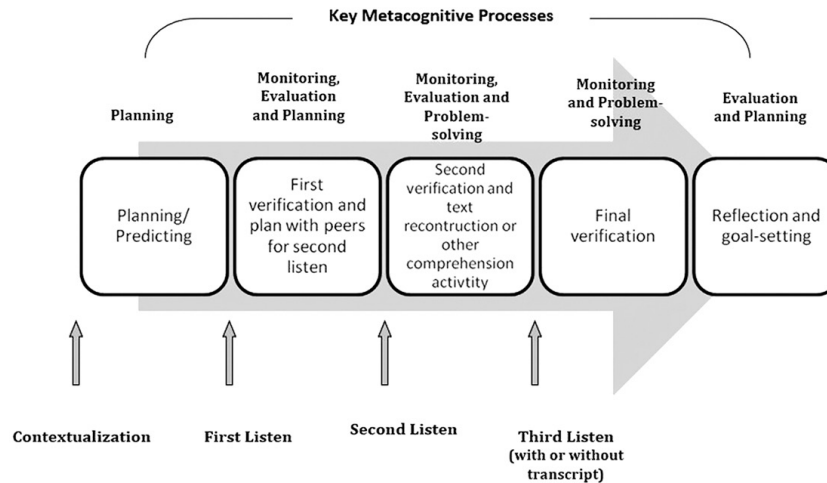 Key Metacognitive Processes
Planning
Monitoring,
Evaluation
and Planning
Monitoring,
Evaluation and
Problem-
solving
Monitoring
and Problem-
solving
Evaluation
and Planning
Planning/
Predicting
First
verification and
plan with peers
for second
listen
Second
verification and
text
recontruction or
other
comprehension
activtity
Final
verification
Reflection and
goal-setting
Contextualization
First Listen
Second Listen
Third Listen
(with or without
transcript)